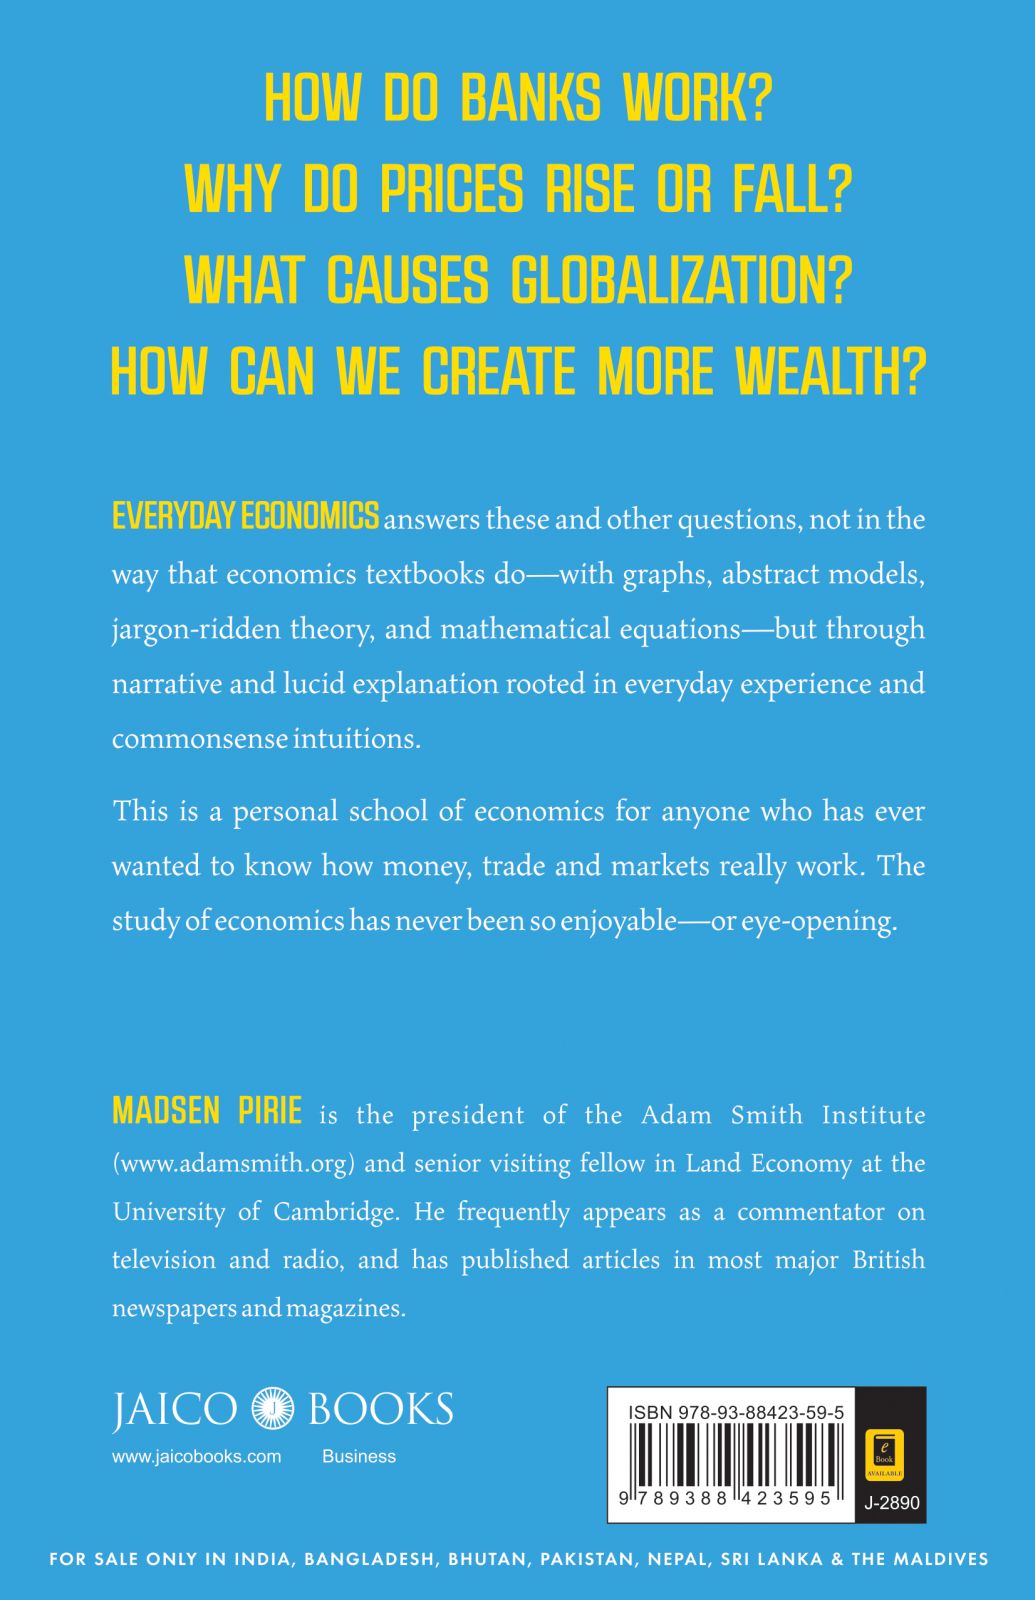 HOW DO BANKS WORK?
WHY DO PRICES RISE OR FALL?
WHAT CAUSES GLOBALIZATION?
HOW CAN WE CREATE MORE WEALTH?
EVERYDAY ECONOMICS answers these and other questions, not in the
way that economics textbooks do—with graphs, abstract models,
jargon-ridden theory, and mathematical equations—but through
narrative and lucid explanation rooted in everyday experience and
commonsense intuitions.
This is a personal school of economics for anyone who has ever
wanted to know how money, trade and markets really work. The
study of economics has never been so enjoyable—or eye-opening.
MADSEN PIRIE is the president of the Adam Smith Institute
(www.adamsmith.org) and senior visiting fellow in Land Economy at the
University of Cambridge. He frequently appears as a commentator on
television and radio, and has published articles in most major British
newspapers and magazines.
JAICO J BOOKS
www.jaicobooks.com Business
ISBN 978-93-88423-59-5
9 789388 423595
e
Book
AVAILABLE
J-2890
FOR SALE ONLY IN INDIA, BANGLADESH, BHUTAN, PAKISTAN, NEPAL, SRI LANKA & THE MALDIVES